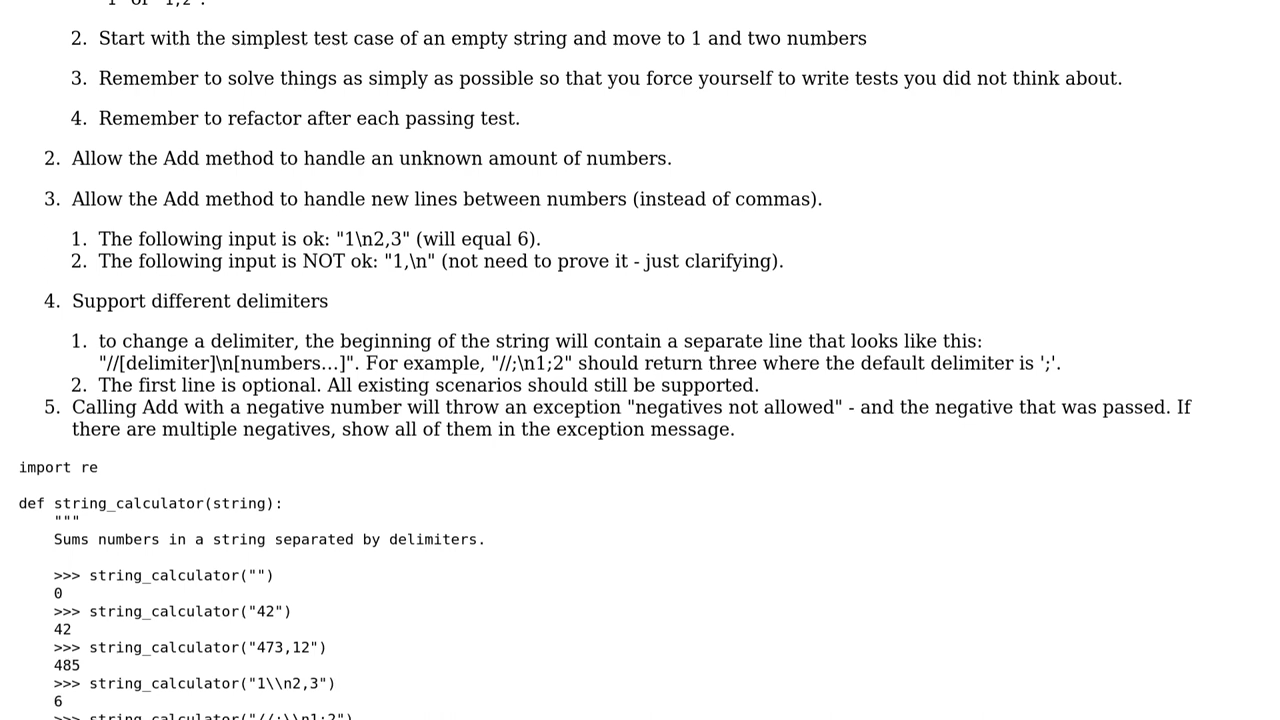 "1" or "1,2".
2. Start with the simplest test case of an empty string and move to 1 and two numbers
3. Remember to solve things as simply as possible so that you force yourself to write tests you did not think about.
4. Remember to refactor after each passing test.
2. Allow the Add method to handle an unknown amount of numbers.
3. Allow the Add method to handle new lines between numbers (instead of commas).
1. The following input is ok: "1\n2,3" (will equal 6).
2. The following input is NOT ok: "1,\n" (not need to prove it - just clarifying).
4. Support different delimiters
1. to change a delimiter, the beginning of the string will contain a separate line that looks like this:
"//[delimiter]\n[numbers...]". For example, "//;\n1;2" should return three where the default delimiter is ';'.
2. The first line is optional. All existing scenarios should still be supported.
5. Calling Add with a negative number will throw an exception "negatives not allowed" - and the negative that was passed. If
there are multiple negatives, show all of them in the exception message.
import re
def string_calculator(string):
"""
Sums numbers in a string separated by delimiters.
>>> string_calculator("")
0
>>> string_calculator("42")
42
>>> string_calculator("473,12")
485
>>> string_calculator("1\\n2,3")
6
>>> string_calculator("//;\\n1;2")